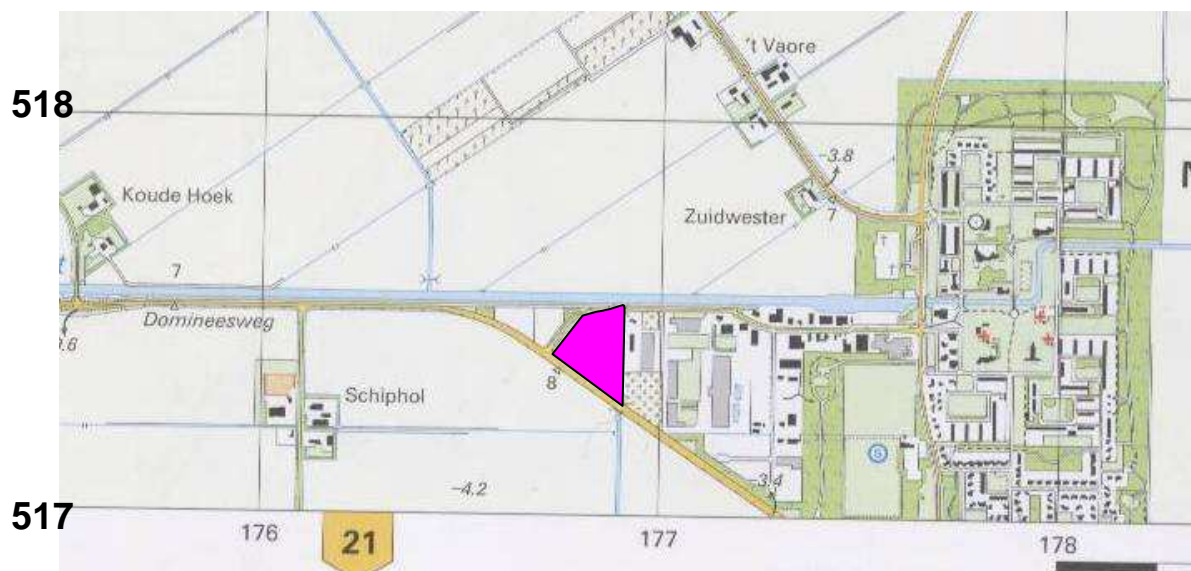 't Vaore
518
-3.8
Koude Hoek
Zuidwester
7
7
Domineesweg
8
Schiphol
-4.2
-3.4
517
176
21
177
178